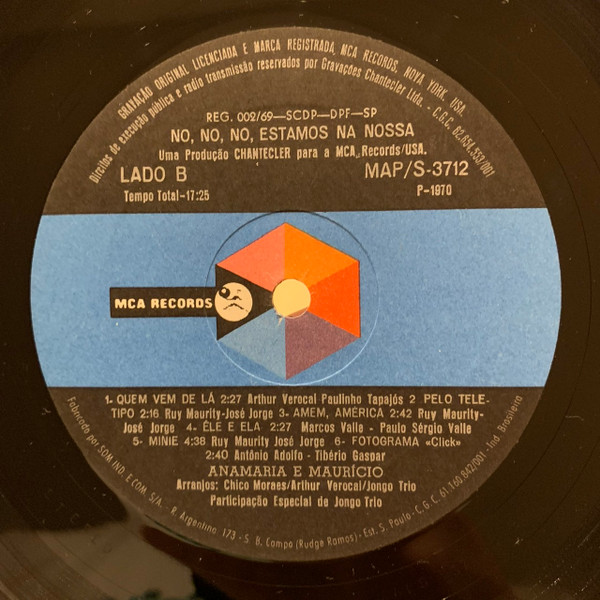 GRAVAÇÃO ORIGINAL LICENCIADA E MARCA REGISTRADA, MCA RECORDS, NOVA YORK, USA.
Direitos de execução pública e radio transmissão reservados por Gravações Chantecler Ltda. - C.G.C. 62.654.353/001
REG. 002/69—SCDP—DPF—SP
NO, NO, NO, ESTAMOS NA NOSSA
Uma Produção CHANTECLER para a MCA Records/USA.
LADO B MAP/S-3712
Tempo Total-17:25 P-1970
MCA RECORDS
1- QUEM VEM DE LÁ 2:27 Arthur Verocal Paulinho Tapajós 2 PELO TELE-
TIPO 2:16 Ruy Maurity-José Jorge 3- AMEM, AMÉRICA 2:42 Ruy Maurity-
José Jorge 4- ÊLE E ELA 2:27 Marcos Valle - Paulo Sérgio Valle
5- MINIE 4:38 Ruy Maurity José Jorge 6- FOTOGRAMA «Click»
2:40 Antônio Adolfo - Tibério Gaspar
ANAMARIA E MAURÍCIO
Arranjos: Chico Moraes/Arthur Verocal/Jongo Trio
Participação Especial de Jongo Trio
Fabricado por SOM, IND. E COM. S/A. - R. Argentina 173 - S. B. Campo (Rudge Ramos) - Est. S. Paulo - C.G.C. 61.160.842/001 - Ind. Brasileira